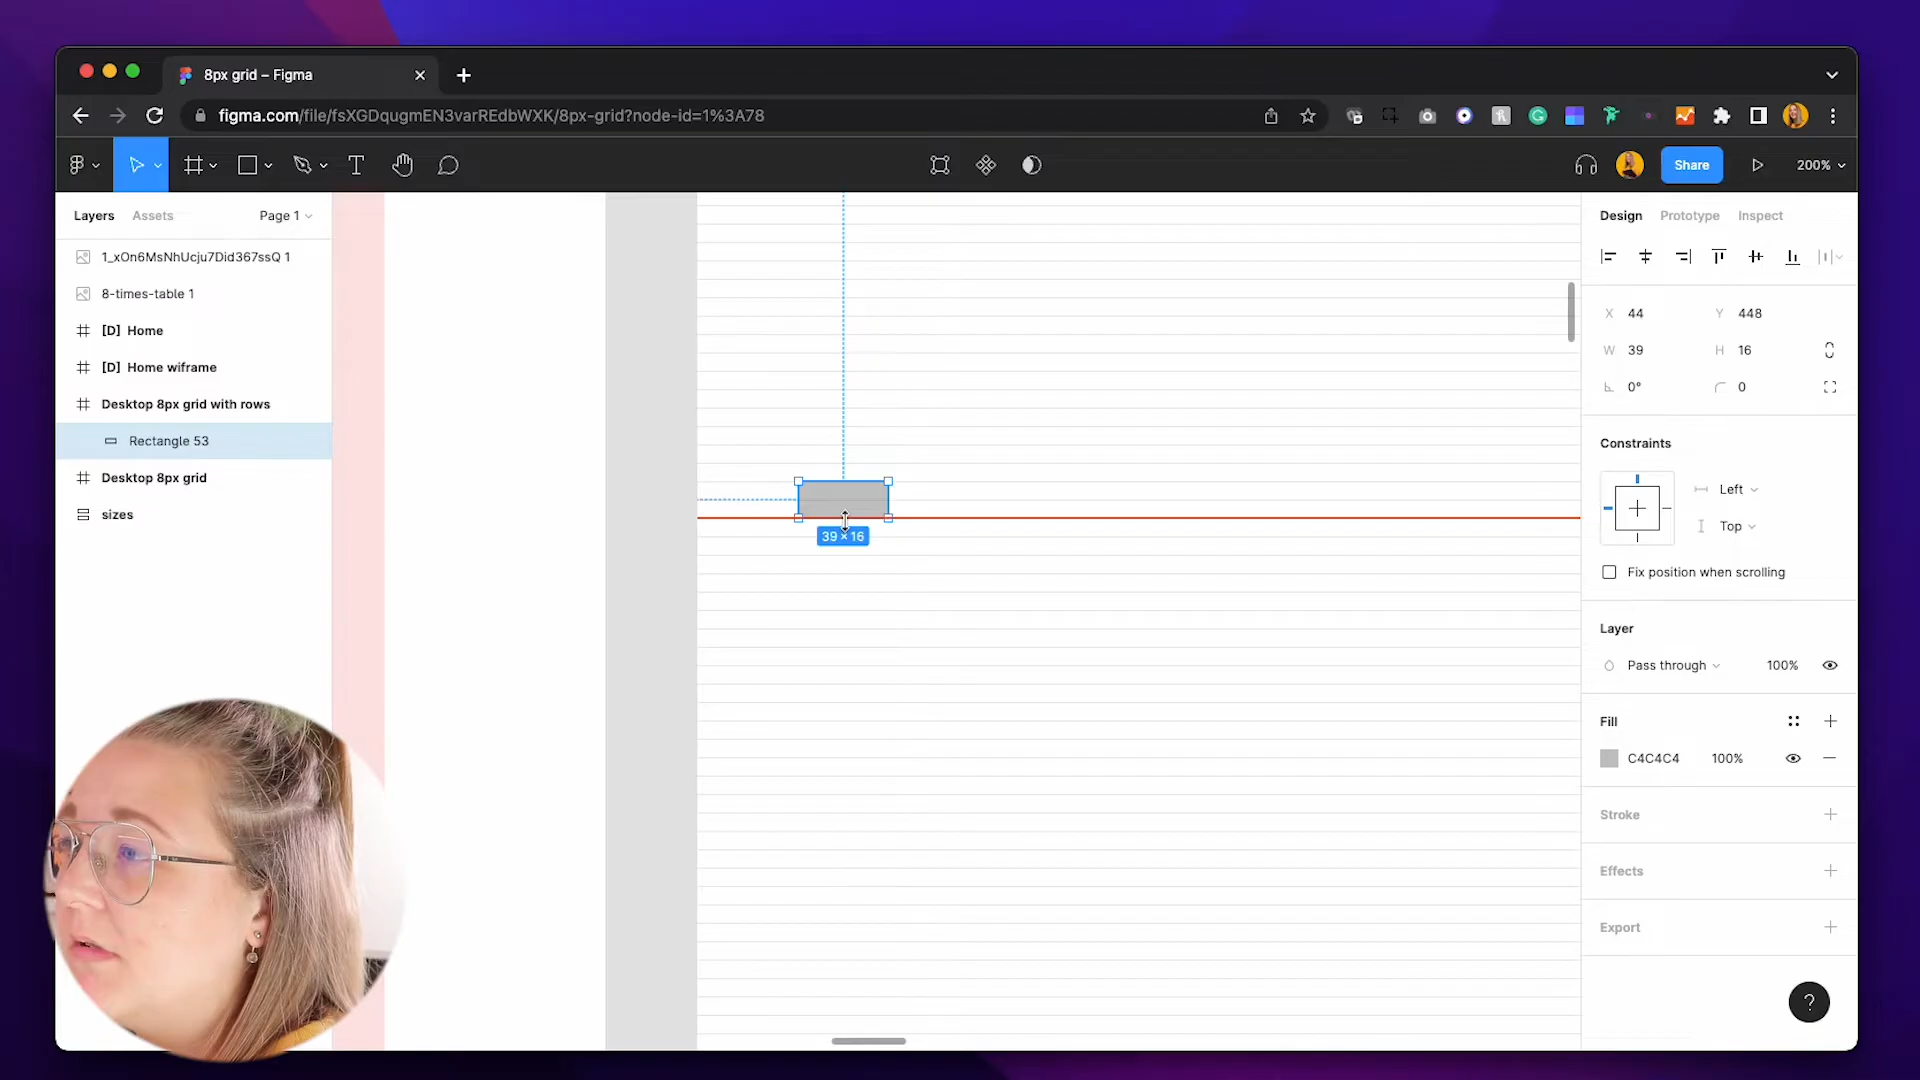 8px grid – Figma
figma.com/file/fsXGDqugmEN3varREdbWXK/8px-grid?node-id=1%3A78
Share
200%
Layers
Assets
Page 1
1_xOn6MsNhUcju7Did367ssQ 1
8-times-table 1
[D] Home
[D] Home wiframe
Desktop 8px grid with rows
Rectangle 53
Desktop 8px grid
sizes
39 × 16
Design
Prototype
Inspect
X 44
Y 448
W 39
H 16
0°
0
Constraints
Left
Top
Fix position when scrolling
Layer
Pass through
100%
Fill
C4C4C4
100%
Stroke
Effects
Export
?